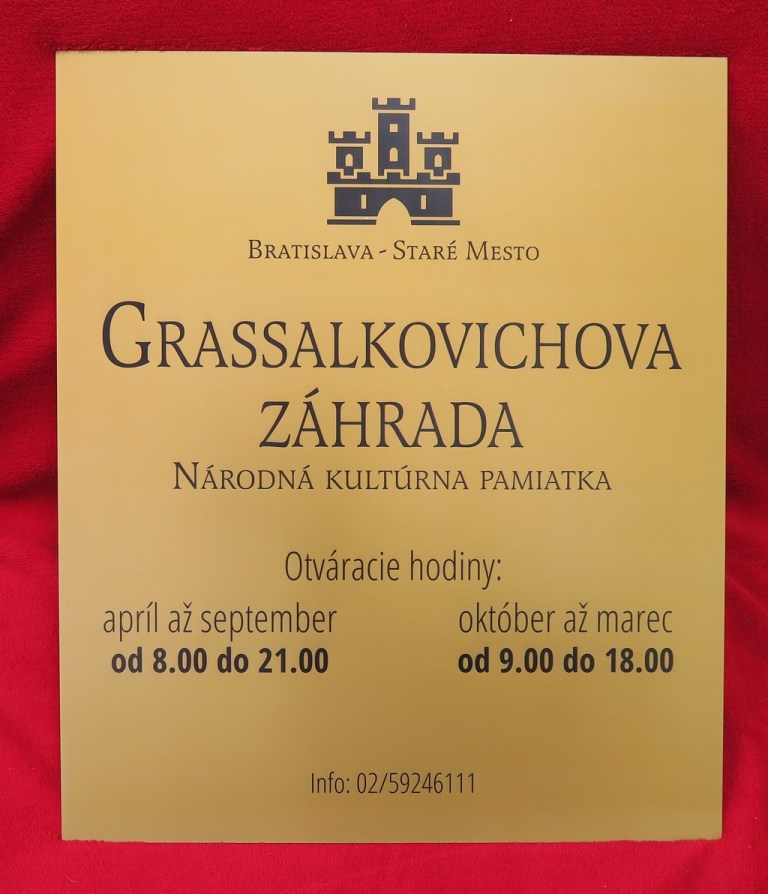 Bratislava - Staré Mesto
Grassalkovichova
záhrada
Národná kultúrna pamiatka
Otváracie hodiny:
apríl až september október až marec
od 8.00 do 21.00 od 9.00 do 18.00
Info: 02/59246111